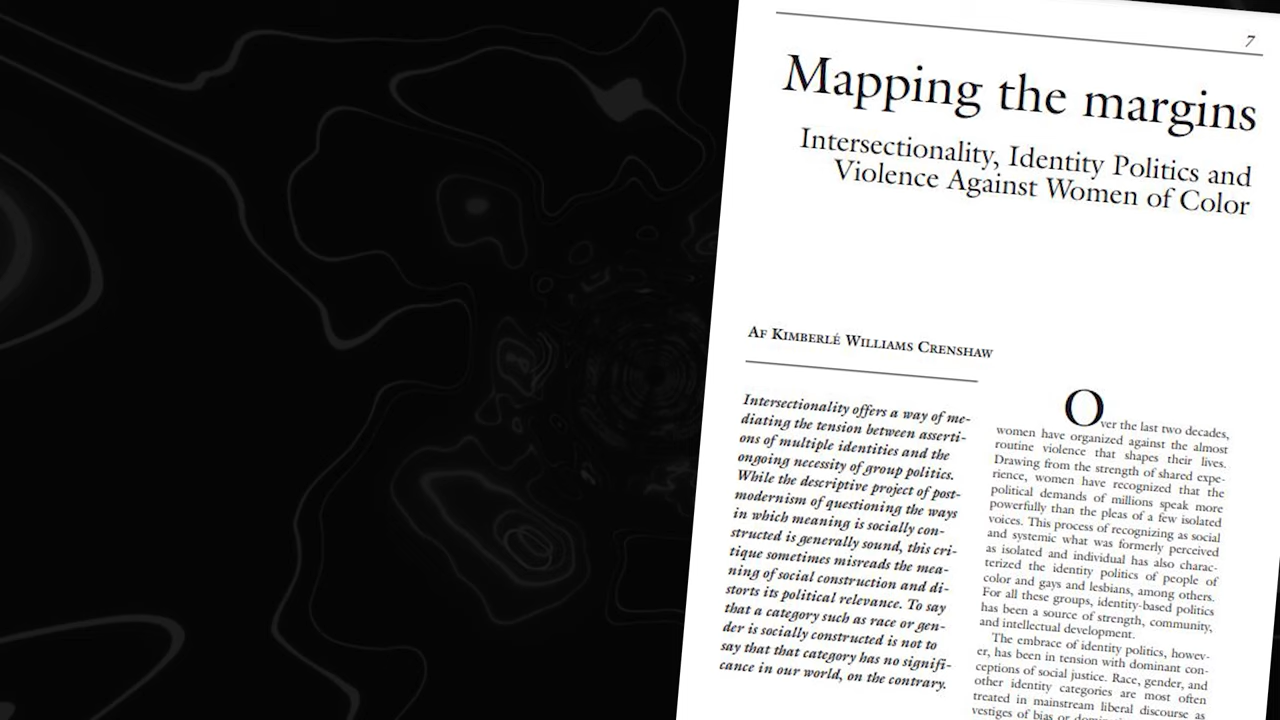 7
Mapping the margins
Intersectionality, Identity Politics and
Violence Against Women of Color
AF KIMBERLÉ WILLIAMS CRENSHAW
Intersectionality offers a way of me-
diating the tension between asserti-
ons of multiple identities and the
ongoing necessity of group politics.
While the descriptive project of post-
modernism of questioning the ways
in which meaning is socially con-
structed is generally sound, this cri-
tique sometimes misreads the mea-
ning of social construction and di-
storts its political relevance. To say
that a category such as race or gen-
der is socially constructed is not to
say that that category has no signifi-
cance in our world, on the contrary.
Over the last two decades,
women have organized against the almost
routine violence that shapes their lives.
Drawing from the strength of shared expe-
rience, women have recognized that the
political demands of millions speak more
powerfully than the pleas of a few isolated
voices. This process of recognizing as social
and systemic what was formerly perceived
as isolated and individual has also charac-
terized the identity politics of people of
color and gays and lesbians, among others.
For all these groups, identity-based politics
has been a source of strength, community,
and intellectual development.
The embrace of identity politics, howev-
er, has been in tension with dominant con-
ceptions of social justice. Race, gender, and
other identity categories are most often
treated in mainstream liberal discourse as
vestiges of bias or